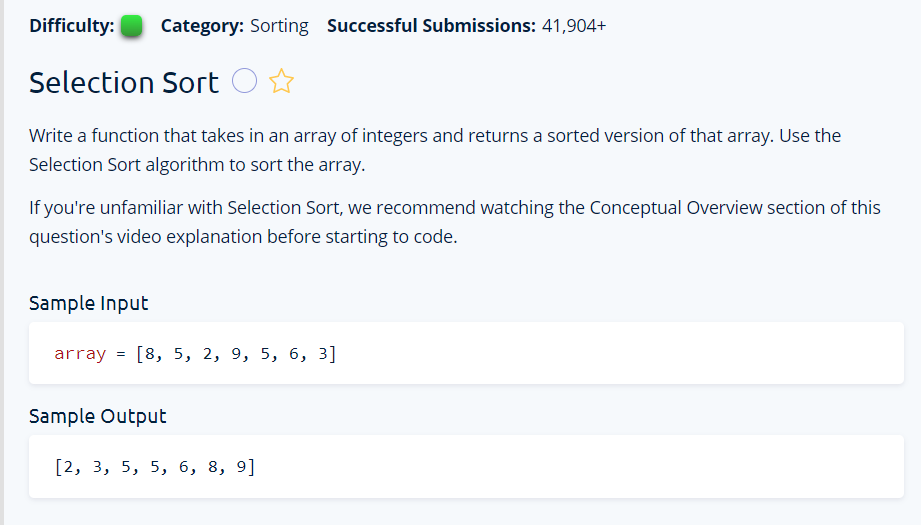 Difficulty: Category: Sorting Successful Submissions: 41,904+
Selection Sort
Write a function that takes in an array of integers and returns a sorted version of that array. Use the
Selection Sort algorithm to sort the array.
If you're unfamiliar with Selection Sort, we recommend watching the Conceptual Overview section of this
question's video explanation before starting to code.
Sample Input
array = [8, 5, 2, 9, 5, 6, 3]
Sample Output
[2, 3, 5, 5, 6, 8, 9]